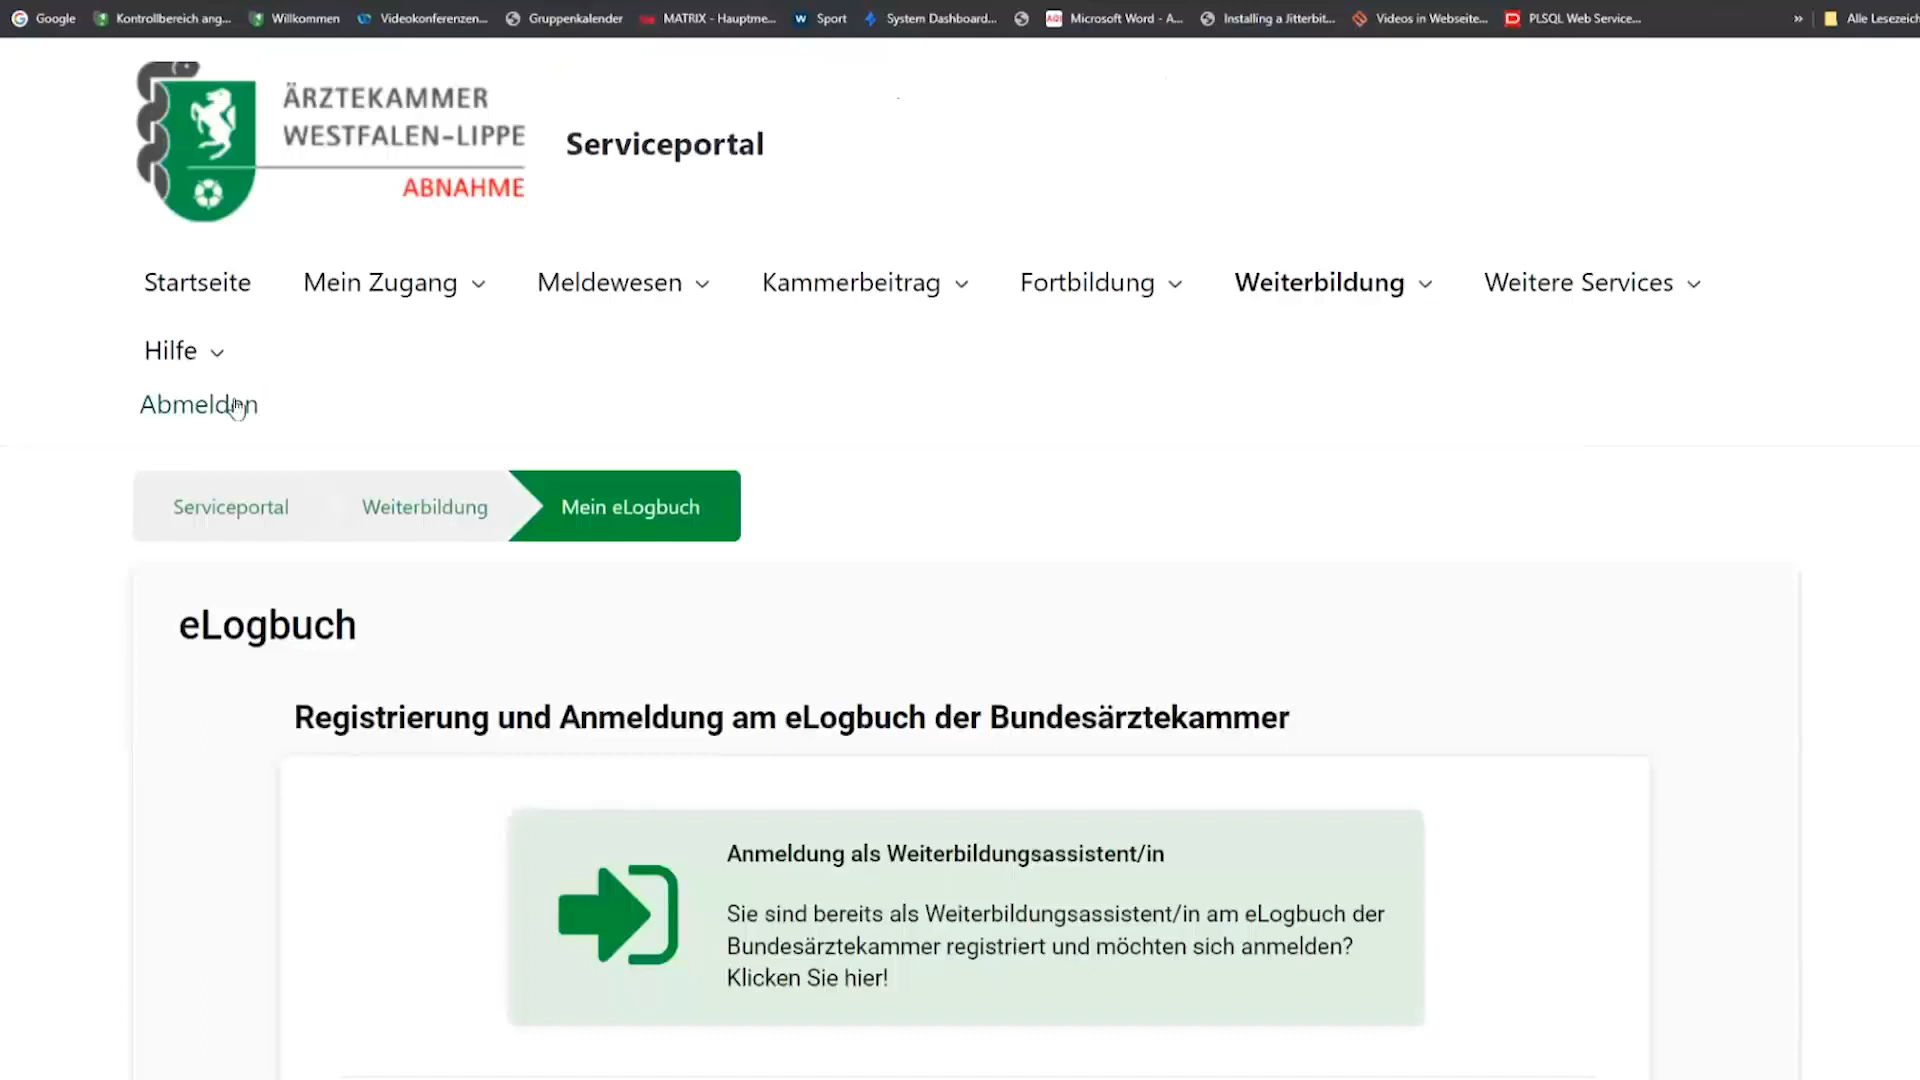 Google Kontrollbereich ang... Willkommen Videokonferenzen... Gruppenkalender MATRIX - Hauptme... Sport System Dashboard... Microsoft Word - A... Installing a Jitterbit... Videos in Webseite... PLSQL Web Service... » Alle Lesezeich
ÄRZTEKAMMER
WESTFALEN-LIPPE
ABNAHME
Serviceportal
Startseite Mein Zugang Meldewesen Kammerbeitrag Fortbildung Weiterbildung Weitere Services
Hilfe
Abmelden
Serviceportal Weiterbildung Mein eLogbuch
eLogbuch
Registrierung und Anmeldung am eLogbuch der Bundesärztekammer
Anmeldung als Weiterbildungsassistent/in
Sie sind bereits als Weiterbildungsassistent/in am eLogbuch der
Bundesärztekammer registriert und möchten sich anmelden?
Klicken Sie hier!